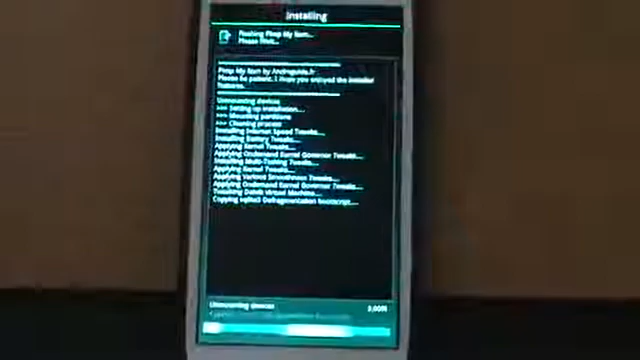 Installing
Flashing Pimp My Rom...
Please Wait...
Pimp My Rom by Androguide.fr
Please be patient, I hope you enjoyed the installer
features.
Unmounting devices
>>> Setting up installation...
>>> Mounting partitions
>>> Cleaning process
Installing Internet Speed Tweaks...
Installing Battery Tweaks...
Applying Kernel Tweaks...
Applying Ondemand Kernel Governor Tweaks...
Installing Multi-Tasking Tweaks...
Applying Kernel Tweaks...
Applying Various Smoothness Tweaks...
Applying Ondemand Kernel Governor Tweaks...
Tweaking Dalvik Virtual Machine...
Copying sqlite3 Defragmentation bootscript...
Unmounting devices